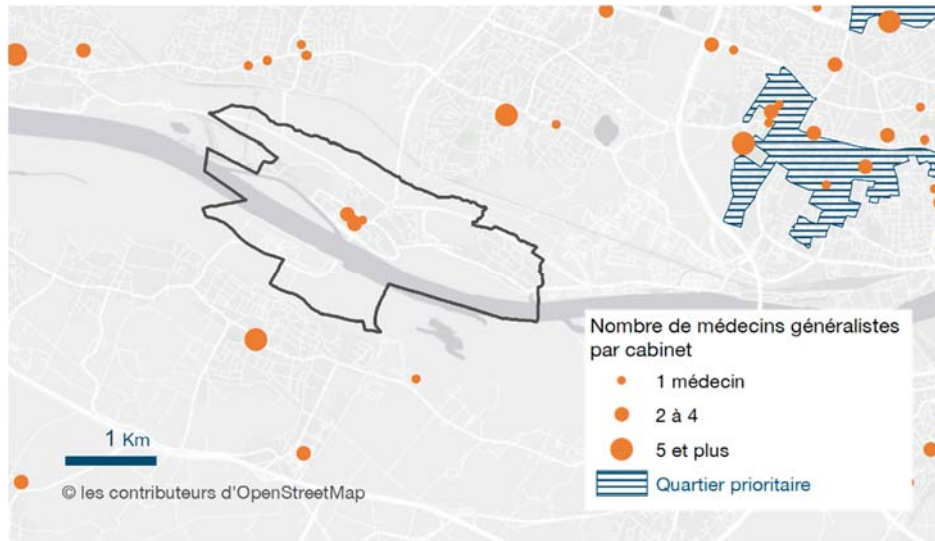 Nombre de médecins généralistes
par cabinet
1 médecin
2 à 4
5 et plus
Quartier prioritaire
1 Km
© les contributeurs d'OpenStreetMap